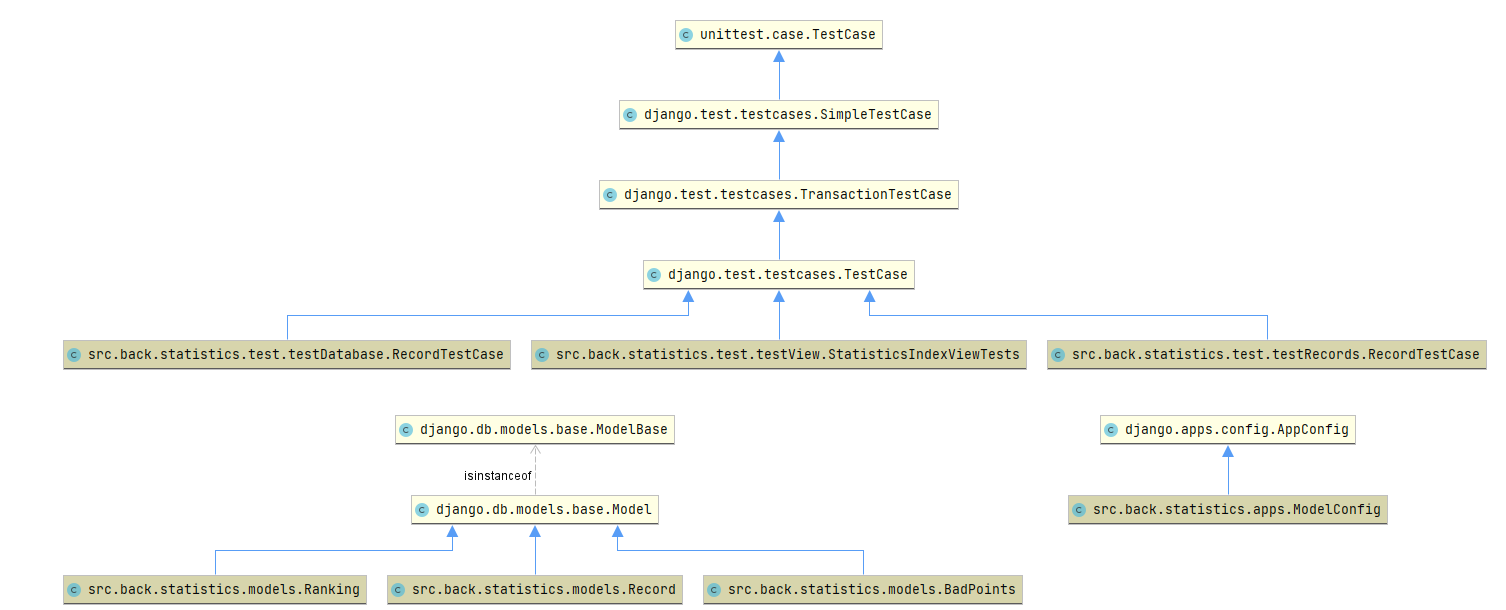 C unittest.case.TestCase
C django.test.testcases.SimpleTestCase
C django.test.testcases.TransactionTestCase
C django.test.testcases.TestCase
C src.back.statistics.test.testDatabase.RecordTestCase
C src.back.statistics.test.testView.StatisticsIndexViewTests
C src.back.statistics.test.testRecords.RecordTestCase
C django.db.models.base.ModelBase
C django.apps.config.AppConfig
isinstanceof
C django.db.models.base.Model
C src.back.statistics.apps.ModelConfig
C src.back.statistics.models.Ranking
C src.back.statistics.models.Record
C src.back.statistics.models.BadPoints